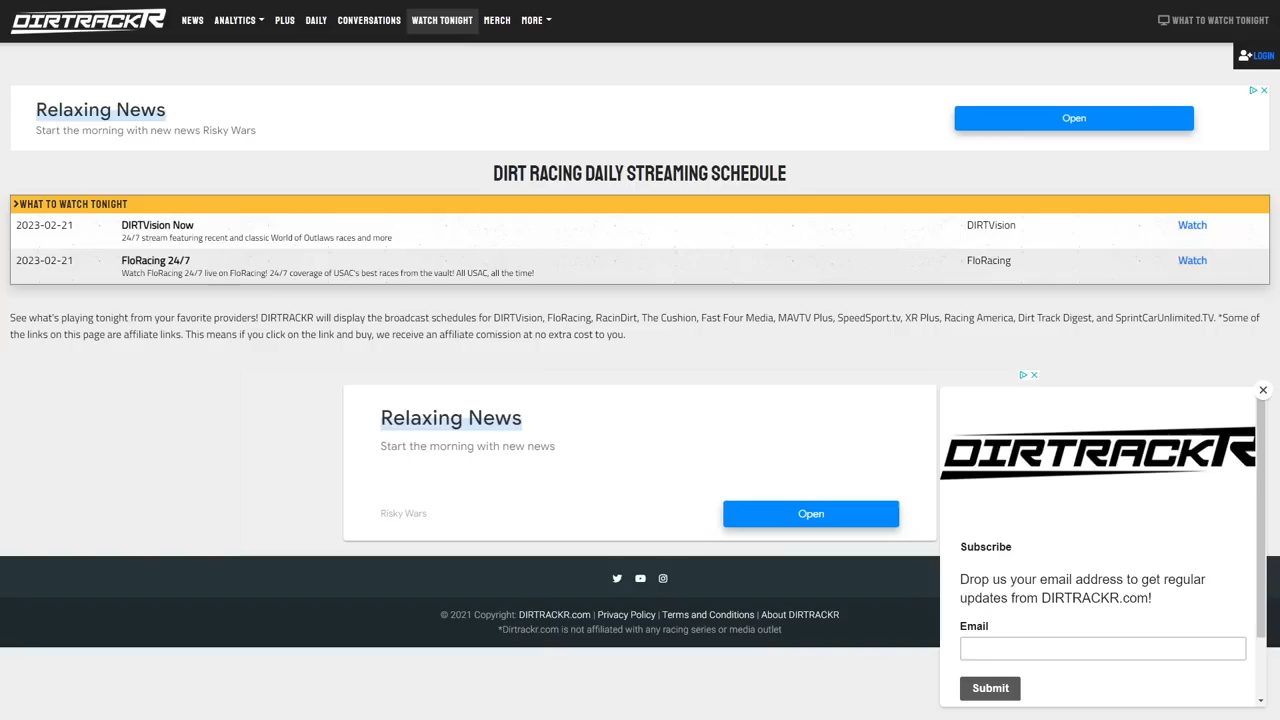 DIRTRACKR NEWS ANALYTICS PLUS DAILY CONVERSATIONS WATCH TONIGHT MERCH MORE WHAT TO WATCH TONIGHT
LOGIN
Relaxing News
Start the morning with new news Risky Wars
Open
DIRT RACING DAILY STREAMING SCHEDULE
WHAT TO WATCH TONIGHT
2023-02-21 DIRTVision Now DIRTVision Watch
24/7 stream featuring recent and classic World of Outlaws races and more
2023-02-21 FloRacing 24/7 FloRacing Watch
Watch FloRacing 24/7 live on FloRacing! 24/7 coverage of USAC's best races from the vault! All USAC, all the time!
See what's playing tonight from your favorite providers! DIRTRACKR will display the broadcast schedules for DIRTVision, FloRacing, RacinDirt, The Cushion, Fast Four Media, MAVTV Plus, SpeedSport.tv, XR Plus, Racing America, Dirt Track Digest, and SprintCarUnlimited.TV. *Some of
the links on this page are affiliate links. This means if you click on the link and buy, we receive an affiliate comission at no extra cost to you.
Relaxing News
Start the morning with new news
Risky Wars
Open
DIRTRACKR
Subscribe
Drop us your email address to get regular
updates from DIRTRACKR.com!
Email
Submit
© 2021 Copyright: DIRTRACKR.com | Privacy Policy | Terms and Conditions | About DIRTRACKR
*Dirtrackr.com is not affiliated with any racing series or media outlet